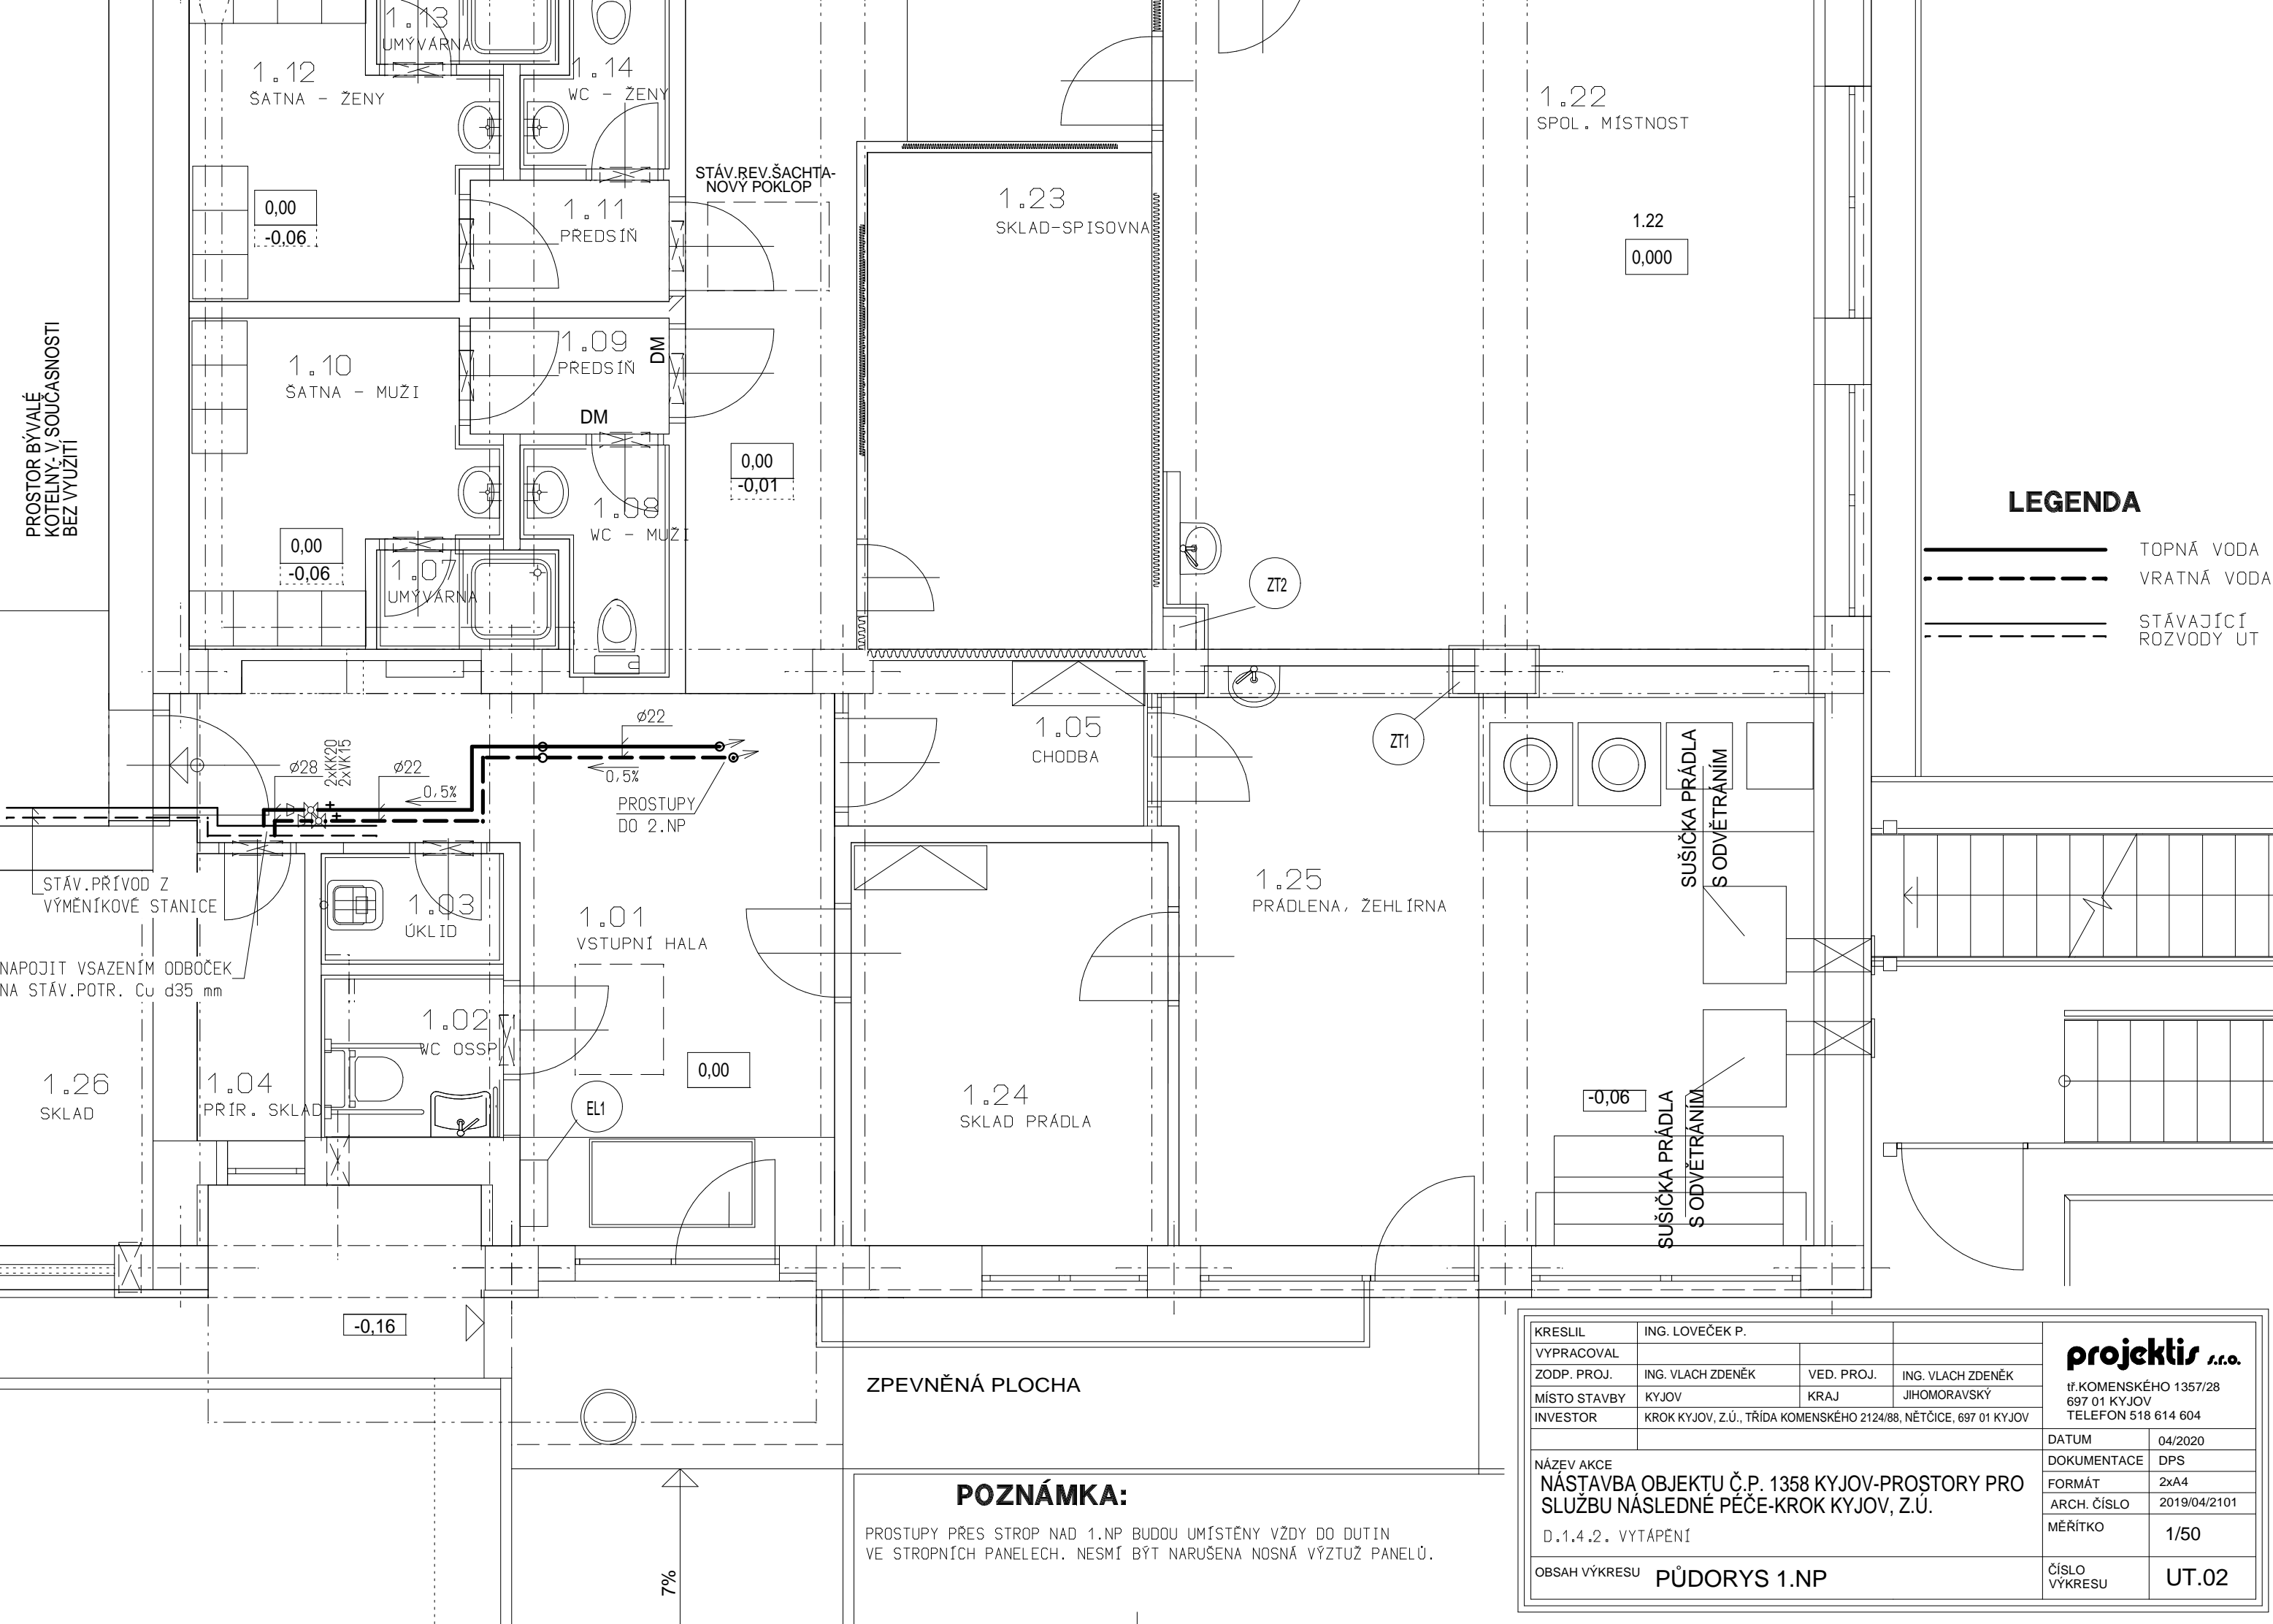 1.13
UMÝVÁRNA
1.12
ŠATNA - ŽENY
1.14
WC - ŽENY
1.22
SPOL. MÍSTNOST
STÁV.REV.ŠACHTA-
NOVÝ POKLOP
0,00
-0,06
1.11
PŘEDSÍŇ
1.23
SKLAD-SPISOVNA
1.22
0,000
PROSTOR BÝVALÉ
KOTELNY- V SOUČASNOSTI
BEZ VYUŽITÍ
1.10
ŠATNA - MUŽI
1.09
PŘEDSÍŇ
DM
DM
0,00
-0,01
1.08
WC - MUŽI
0,00
-0,06
1.07
UMÝVÁRNA
ZT2
LEGENDA
TOPNÁ VODA
VRATNÁ VODA
STÁVAJÍCÍ
ROZVODY UT
ø22
1.05
CHODBA
ZT1
ø28
2xKK20
2xVK15
ø22
0,5%
0,5%
PROSTUPY
DO 2.NP
SUŠIČKA PRÁDLA
S ODVĚTRÁNÍM
STÁV.PŘÍVOD Z
VÝMĚNÍKOVÉ STANICE
1.03
ÚKLID
1.01
VSTUPNÍ HALA
1.25
PRÁDLENA, ŽEHLÍRNA
NAPOJIT VSAZENÍM ODBOČEK
NA STÁV.POTR. Cu d35 mm
1.02
WC OSSP
0,00
1.26
SKLAD
1.04
PŘÍR. SKLAD
EL1
1.24
SKLAD PRÁDLA
-0,06
SUŠIČKA PRÁDLA
S ODVĚTRÁNÍM
-0,16
ZPEVNĚNÁ PLOCHA
7%
POZNÁMKA:
PROSTUPY PŘES STROP NAD 1.NP BUDOU UMÍSTĚNY VŽDY DO DUTIN
VE STROPNÍCH PANELECH. NESMÍ BÝT NARUŠENA NOSNÁ VÝZTUŽ PANELŮ.
KRESLIL ING. LOVEČEK P.
VYPRACOVAL
ZODP. PROJ. ING. VLACH ZDENĚK VED. PROJ. ING. VLACH ZDENĚK
MÍSTO STAVBY KYJOV KRAJ JIHOMORAVSKÝ
INVESTOR KROK KYJOV, Z.Ú., TŘÍDA KOMENSKÉHO 2124/88, NĚTČICE, 697 01 KYJOV
projektis s.r.o.
tř.KOMENSKÉHO 1357/28
697 01 KYJOV
TELEFON 518 614 604
DATUM 04/2020
DOKUMENTACE DPS
FORMÁT 2xA4
ARCH. ČÍSLO 2019/04/2101
MĚŘÍTKO 1/50
NÁZEV AKCE
NÁSTAVBA OBJEKTU Č.P. 1358 KYJOV-PROSTORY PRO
SLUŽBU NÁSLEDNÉ PÉČE-KROK KYJOV, Z.Ú.
D.1.4.2. VYTÁPĚNÍ
OBSAH VÝKRESU PŮDORYS 1.NP
ČÍSLO
VÝKRESU UT.02